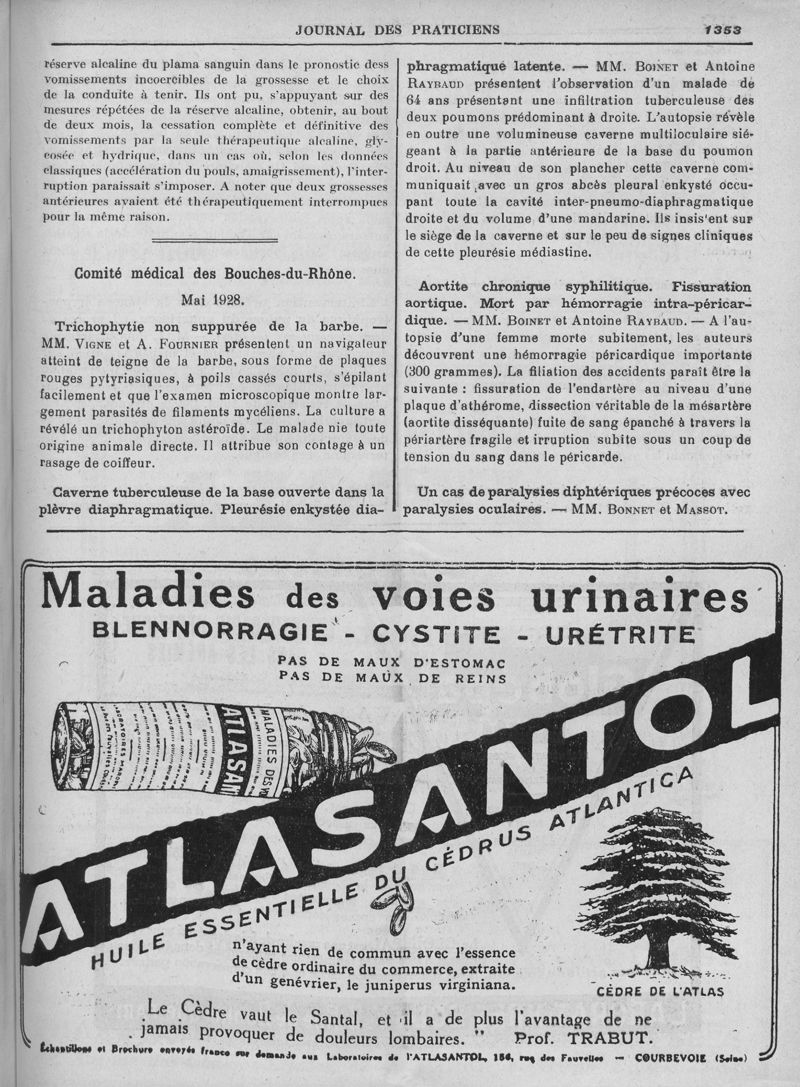 JOURNAL DES PRATICIENS 1353
réserve alcaline du plama sanguin dans le pronostic dess
vomissements incoercibles de la grossesse et le choix
de la conduite à tenir. Ils ont pu, s'appuyant sur des
mesures répétées de la réserve alcaline, obtenir, au bout
de deux mois, la cessation complète et définitive des
vomissements par la seule thérapeutique alcaline, gly-
cosée et hydrique, dans un cas où, selon les données
classiques (accélération du pouls, amaigrissement), l'inter-
ruption paraissait s'imposer. A noter que deux grossesses
antérieures avaient été thérapeutiquement interrompues
pour la même raison.
Comité médical des Bouches-du-Rhône.
Mai 1928.
Trichophytie non suppurée de la barbe. —
MM. VIGNE et A. FOURNIER présentent un navigateur
atteint de teigne de la barbe, sous forme de plaques
rouges pytyriasiques, à poils cassés courts, s'épilant
facilement et que l'examen microscopique montre lar-
gement parasités de filaments mycéliens. La culture a
révélé un trichophyton astéroïde. Le malade nie toute
origine animale directe. Il attribue son contage à un
rasage de coiffeur.
Caverne tuberculeuse de la base ouverte dans la
plèvre diaphragmatique. Pleurésie enkystée dia-
phragmatique latente. — MM. BOINET et Antoine
RAYBAUD présentent l'observation d'un malade de
64 ans présentant une infiltration tuberculeuse des
deux poumons prédominant à droite. L'autopsie révèle
en outre une volumineuse caverne multiloculaire sié-
geant à la partie antérieure de la base du poumon
droit. Au niveau de son plancher cette caverne com-
muniquait avec un gros abcès pleural enkysté occu-
pant toute la cavité inter-pneumo-diaphragmatique
droite et du volume d'une mandarine. Ils insistent sur
le siège de la caverne et sur le peu de signes cliniques
de cette pleurésie médiastine.
Aortite chronique syphilitique. Fissuration
aortique. Mort par hémorragie intra-péricar-
dique. — MM. BOINET et Antoine RAYBAUD. — A l'au-
topsie d'une femme morte subitement, les auteurs
découvrent une hémorragie péricardique importante
(300 grammes). La filiation des accidents paraît être la
suivante : fissuration de l'endartère au niveau d'une
plaque d'athérome, dissection véritable de la mésartère
(aortite disséquante) fuite de sang épanché à travers la
périartère fragile et irruption subite sous un coup de
tension du sang dans le péricarde.
Un cas de paralysies diphtériques précoces avec
paralysies oculaires. — MM. BONNET et MASSOT.
Maladies des voies urinaires
BLENNORRAGIE - CYSTITE - URÉTRITE
PAS DE MAUX D'ESTOMAC
PAS DE MAUX DE REINS
MALADIES DES
ATLASAN
ATLASANTOL
HUILE ESSENTIELLE DU CÉDRUS ATLANTICA
n'ayant rien de commun avec l'essence
de cèdre ordinaire du commerce, extraite
d'un genévrier, le juniperus virginiana.
CÈDRE DE L'ATLAS
Le Cèdre vaut le Santal, et il a de plus l'avantage de ne
jamais provoquer de douleurs lombaires. " Prof. TRABUT.
Échantillons et Brochure envoyés franco sur demande aux Laboratoires de l'ATLASANTOL, 154, rue des Fauvelles — COURBEVOIE (Seine)